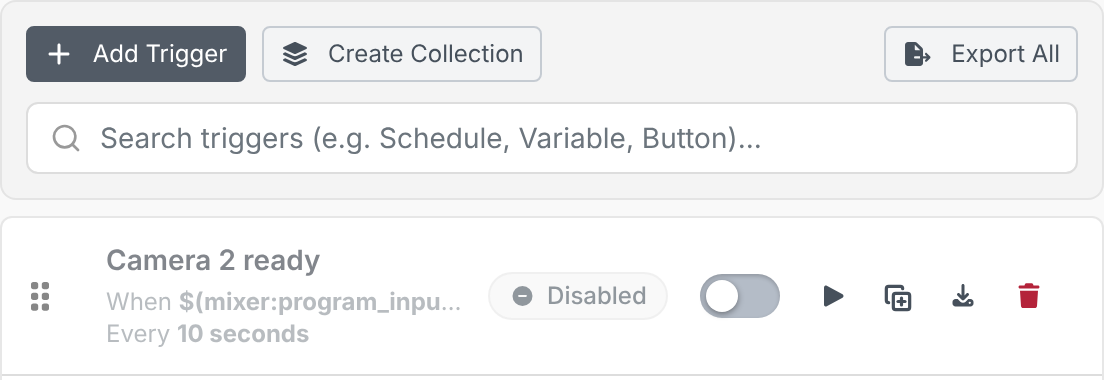 Add Trigger
Create Collection
Export All
Search triggers (e.g. Schedule, Variable, Button)...
Camera 2 ready
When $(mixer:program_inpu...
Disabled
Every 10 seconds